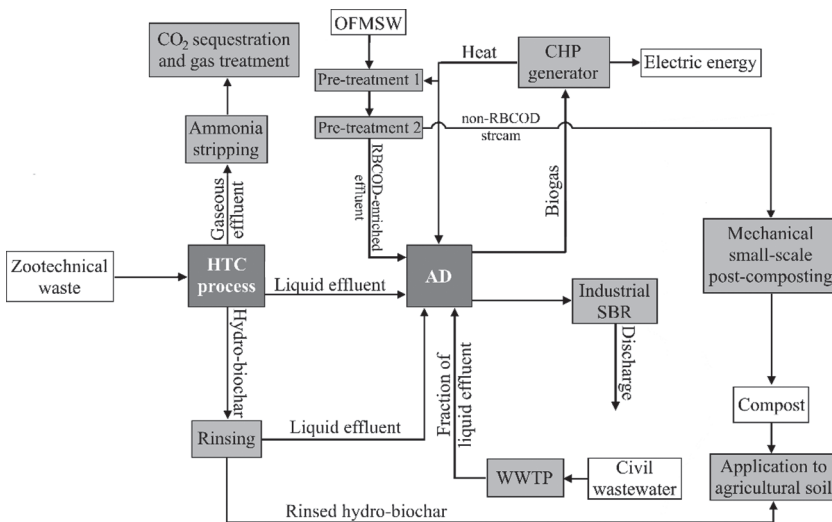 CO₂ sequestration
and gas treatment
OFMSW
Heat
CHP
generator
Electric energy
Pre-treatment 1
Pre-treatment 2
non-RBCOD
stream
Ammonia
stripping
RBCOD-enriched
effluent
Biogas
Gaseous
effluent
Zootechnical
waste
HTC
process
Liquid effluent
AD
Industrial
SBR
Mechanical
small-scale
post-composting
Hydro-biochar
Discharge
Fraction of
liquid effluent
Compost
Rinsing
Liquid effluent
WWTP
Civil
wastewater
Application to
agricultural soil
Rinsed hydro-biochar